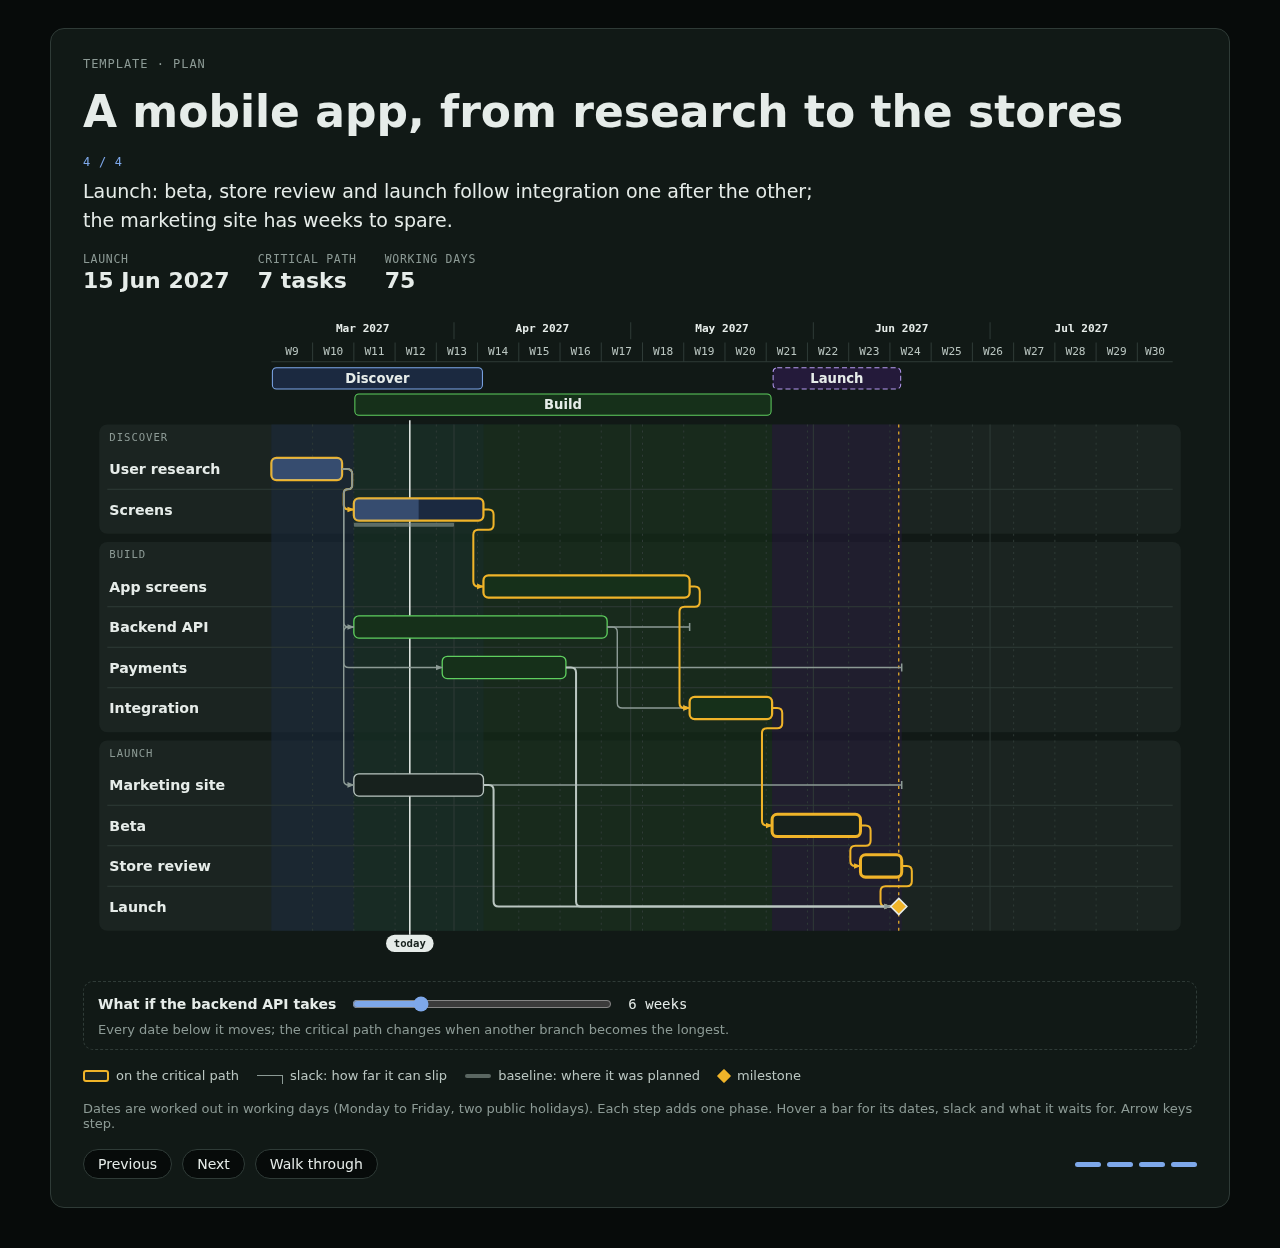 TEMPLATE · PLAN
A mobile app, from research to the stores
4 / 4
Launch: beta, store review and launch follow integration one after the other;
the marketing site has weeks to spare.
LAUNCH CRITICAL PATH WORKING DAYS
15 Jun 2027 7 tasks 75
Mar 2027 Apr 2027 May 2027 Jun 2027 Jul 2027
W9 W10 W11 W12 W13 W14 W15 W16 W17 W18 W19 W20 W21 W22 W23 W24 W25 W26 W27 W28 W29 W30
Discover Launch
Build
DISCOVER
User research
Screens
BUILD
App screens
Backend API
Payments
Integration
LAUNCH
Marketing site
Beta
Store review
Launch
today
What if the backend API takes 6 weeks
Every date below it moves; the critical path changes when another branch becomes the longest.
on the critical path slack: how far it can slip baseline: where it was planned milestone
Dates are worked out in working days (Monday to Friday, two public holidays). Each step adds one phase. Hover a bar for its dates, slack and what it waits for. Arrow keys
step.
Previous Next Walk through